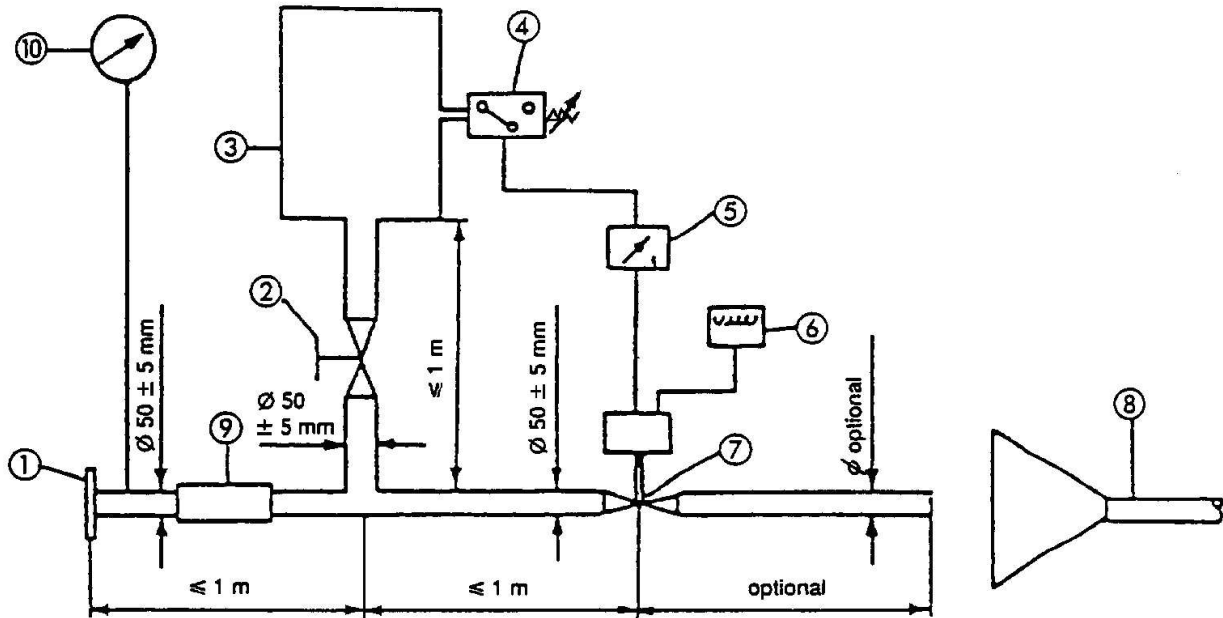 ⑩
④
③
⑤
②
⑥
Ø 50 ± 5 mm
Ø 50
± 5 mm
≤ 1 m
Ø 50 ± 5 mm
Ø optional
⑨
⑦
⑧
①
≤ 1 m
≤ 1 m
optional